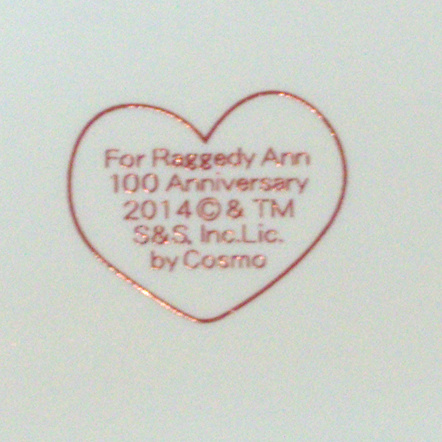 For Raggedy Ann
100 Anniversary
2014 © & TM
S&S, Inc.Lic.
by Cosmo